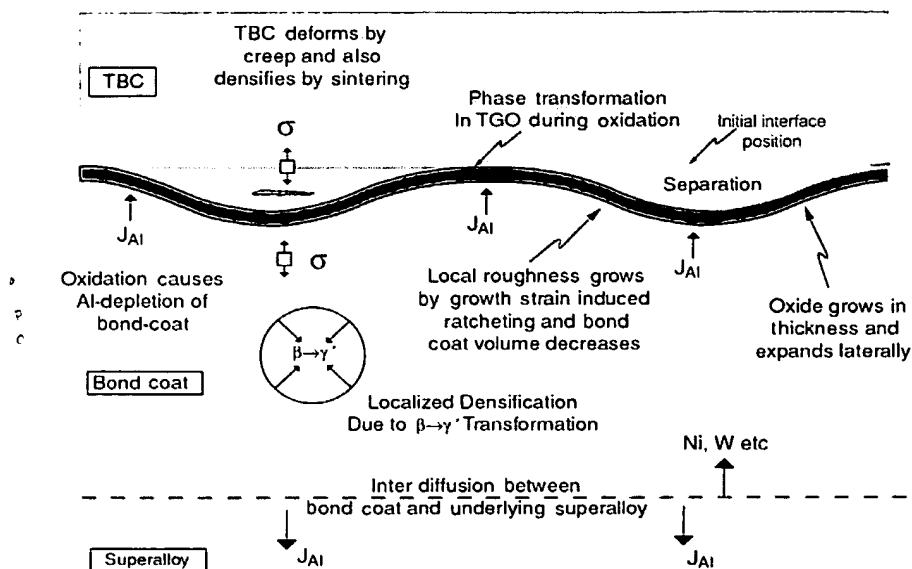 TBC deforms by
creep and also
densifies by sintering
TBC
Phase transformation
In TGO during oxidation
Initial interface
position
σ
Separation
J_Al
J_Al
J_Al
σ
Oxidation causes
Al-depletion of
bond-coat
Local roughness grows
by growth strain induced
ratcheting and bond
coat volume decreases
Oxide grows in
thickness and
expands laterally
β→γ′
Bond coat
Localized Densification
Due to β→γ′ Transformation
Ni, W etc
Inter diffusion between
bond coat and underlying superalloy
Superalloy
J_Al
J_Al